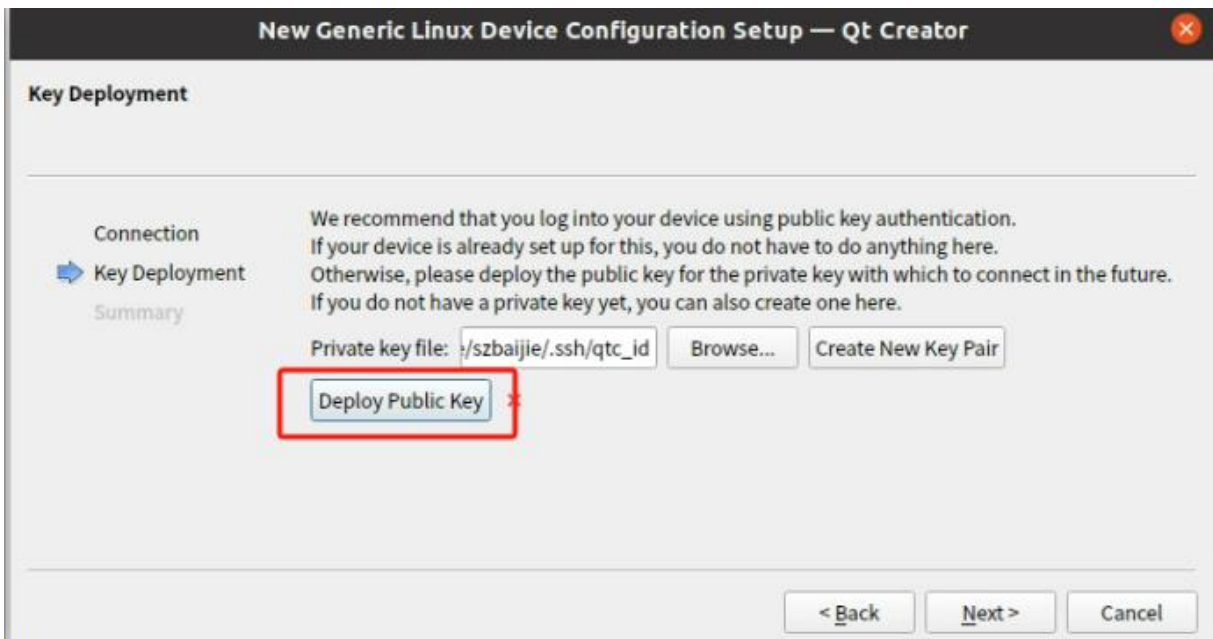 New Generic Linux Device Configuration Setup — Qt Creator
Key Deployment
Connection
Key Deployment
Summary
We recommend that you log into your device using public key authentication.
If your device is already set up for this, you do not have to do anything here.
Otherwise, please deploy the public key for the private key with which to connect in the future.
If you do not have a private key yet, you can also create one here.
Private key file: :/szbaijie/.ssh/qtc_id Browse... Create New Key Pair
Deploy Public Key
< Back Next > Cancel